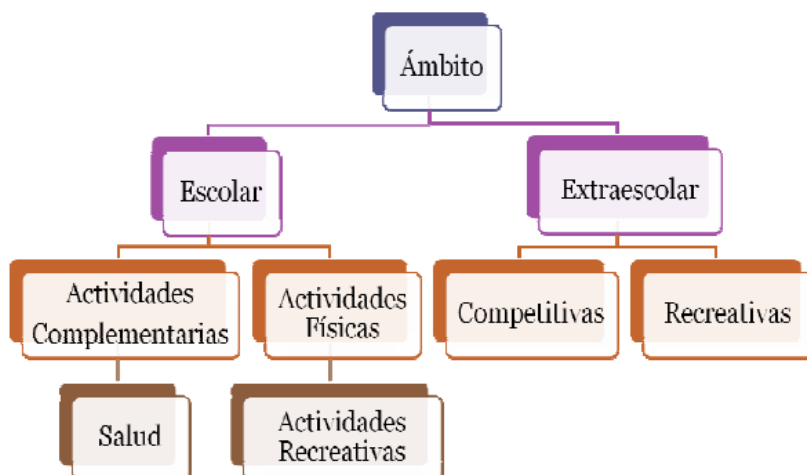 Ámbito
Escolar
Extraescolar
Actividades
Complementarias
Actividades
Físicas
Competitivas
Recreativas
Salud
Actividades
Recreativas